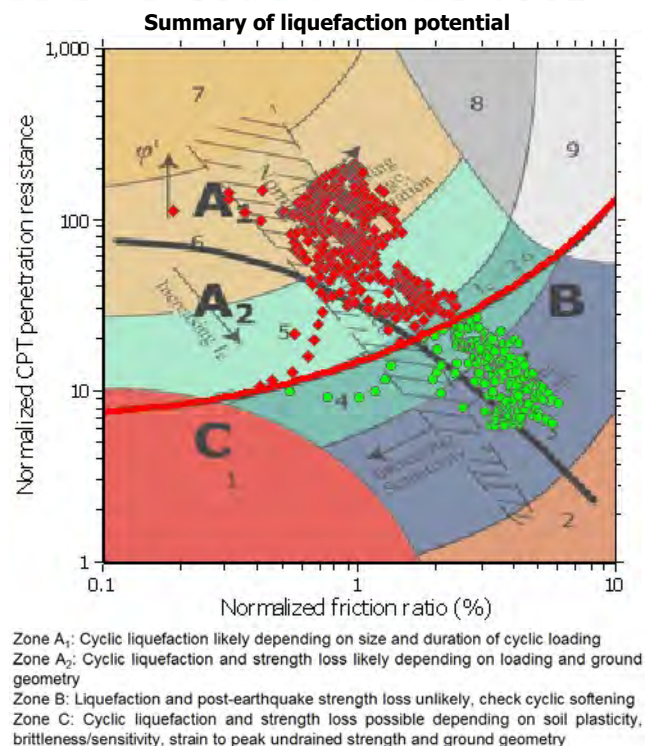 Summary of liquefaction potential
1,000
100
10
1
Normalized CPT penetration resistance
7
8
9
φ'
A1
6
A2
Increasing
5
B
4
C
1
2
0.1
1
10
Normalized friction ratio (%)
Zone A1: Cyclic liquefaction likely depending on size and duration of cyclic loading
Zone A2: Cyclic liquefaction and strength loss likely depending on loading and ground
geometry
Zone B: Liquefaction and post-earthquake strength loss unlikely, check cyclic softening
Zone C: Cyclic liquefaction and strength loss possible depending on soil plasticity,
brittleness/sensitivity, strain to peak undrained strength and ground geometry